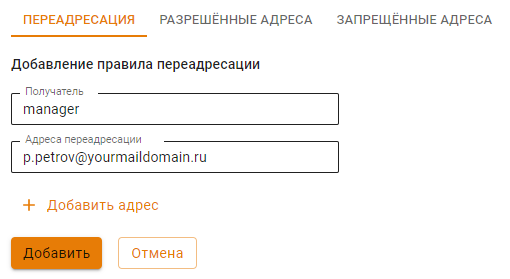 ПЕРЕАДРЕСАЦИЯ РАЗРЕШЁННЫЕ АДРЕСА ЗАПРЕЩЁННЫЕ АДРЕСА
Добавление правила переадресации
Получатель
manager
Адреса переадресации
p.petrov@yourmaildomain.ru
+ Добавить адрес
Добавить Отмена